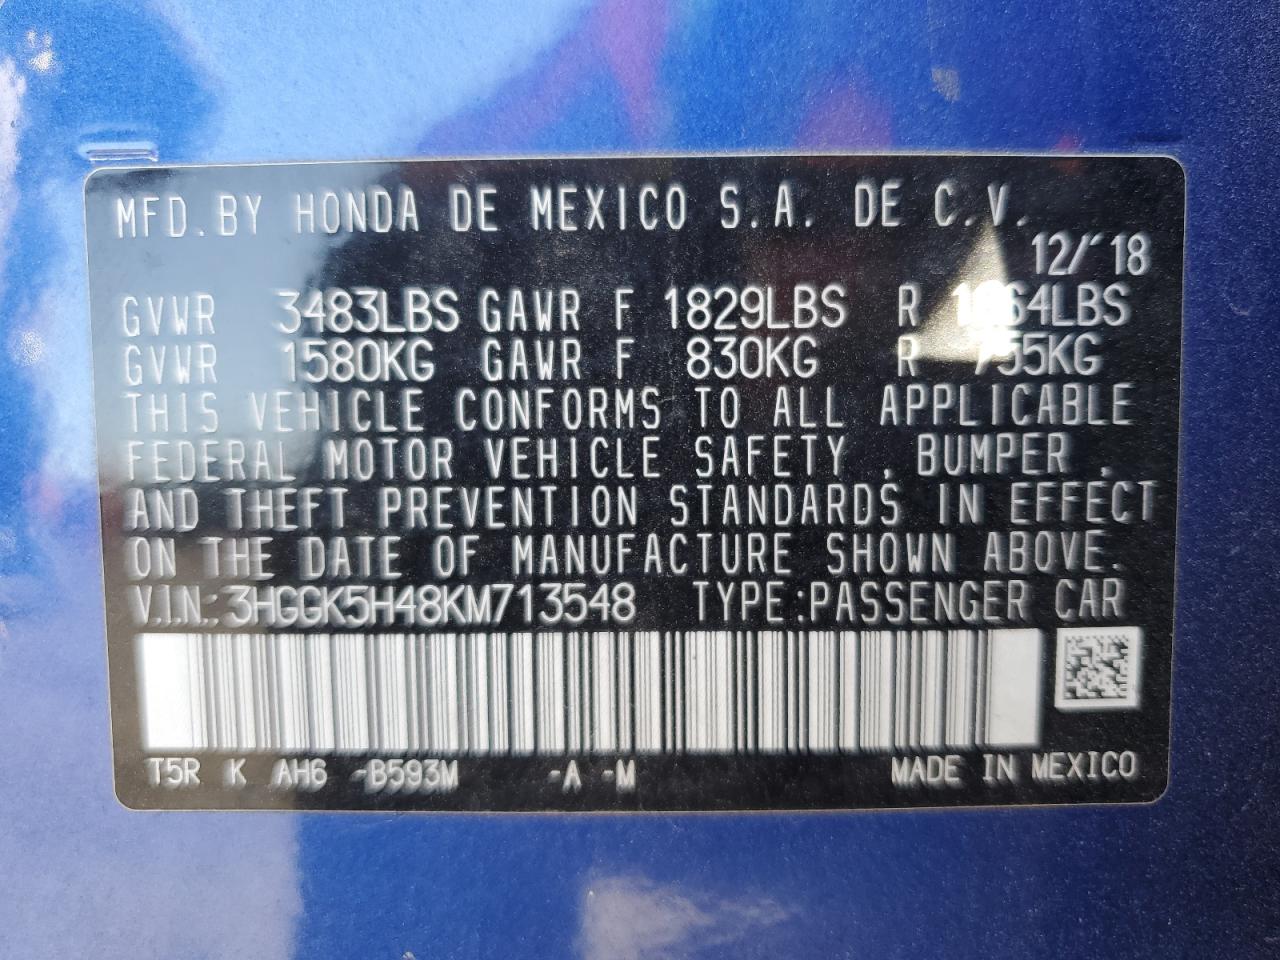 MFD. BY HONDA DE MEXICO S.A. DE C.V.
12/'18
GVWR 3483LBS GAWR F 1829LBS R
GVWR 1580KG GAWR F 830KG R 755KG
THIS VEHICLE CONFORMS TO ALL APPLICABLE
FEDERAL MOTOR VEHICLE SAFETY , BUMPER ,
AND THEFT PREVENTION STANDARDS IN EFFECT
ON THE DATE OF MANUFACTURE SHOWN ABOVE.
V.I.N.: 3HGGK5H48KM713548 TYPE:PASSENGER CAR
T5R K AH6 -B593M -A -M MADE IN MEXICO